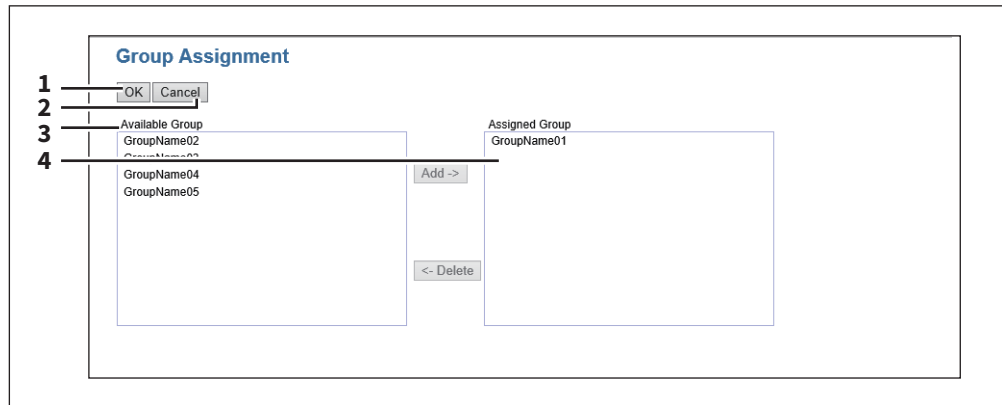 Group Assignment
1
OK Cancel
2
3
Available Group
Assigned Group
GroupName02
GroupName01
4
Add ->
GroupName04
GroupName05
<- Delete